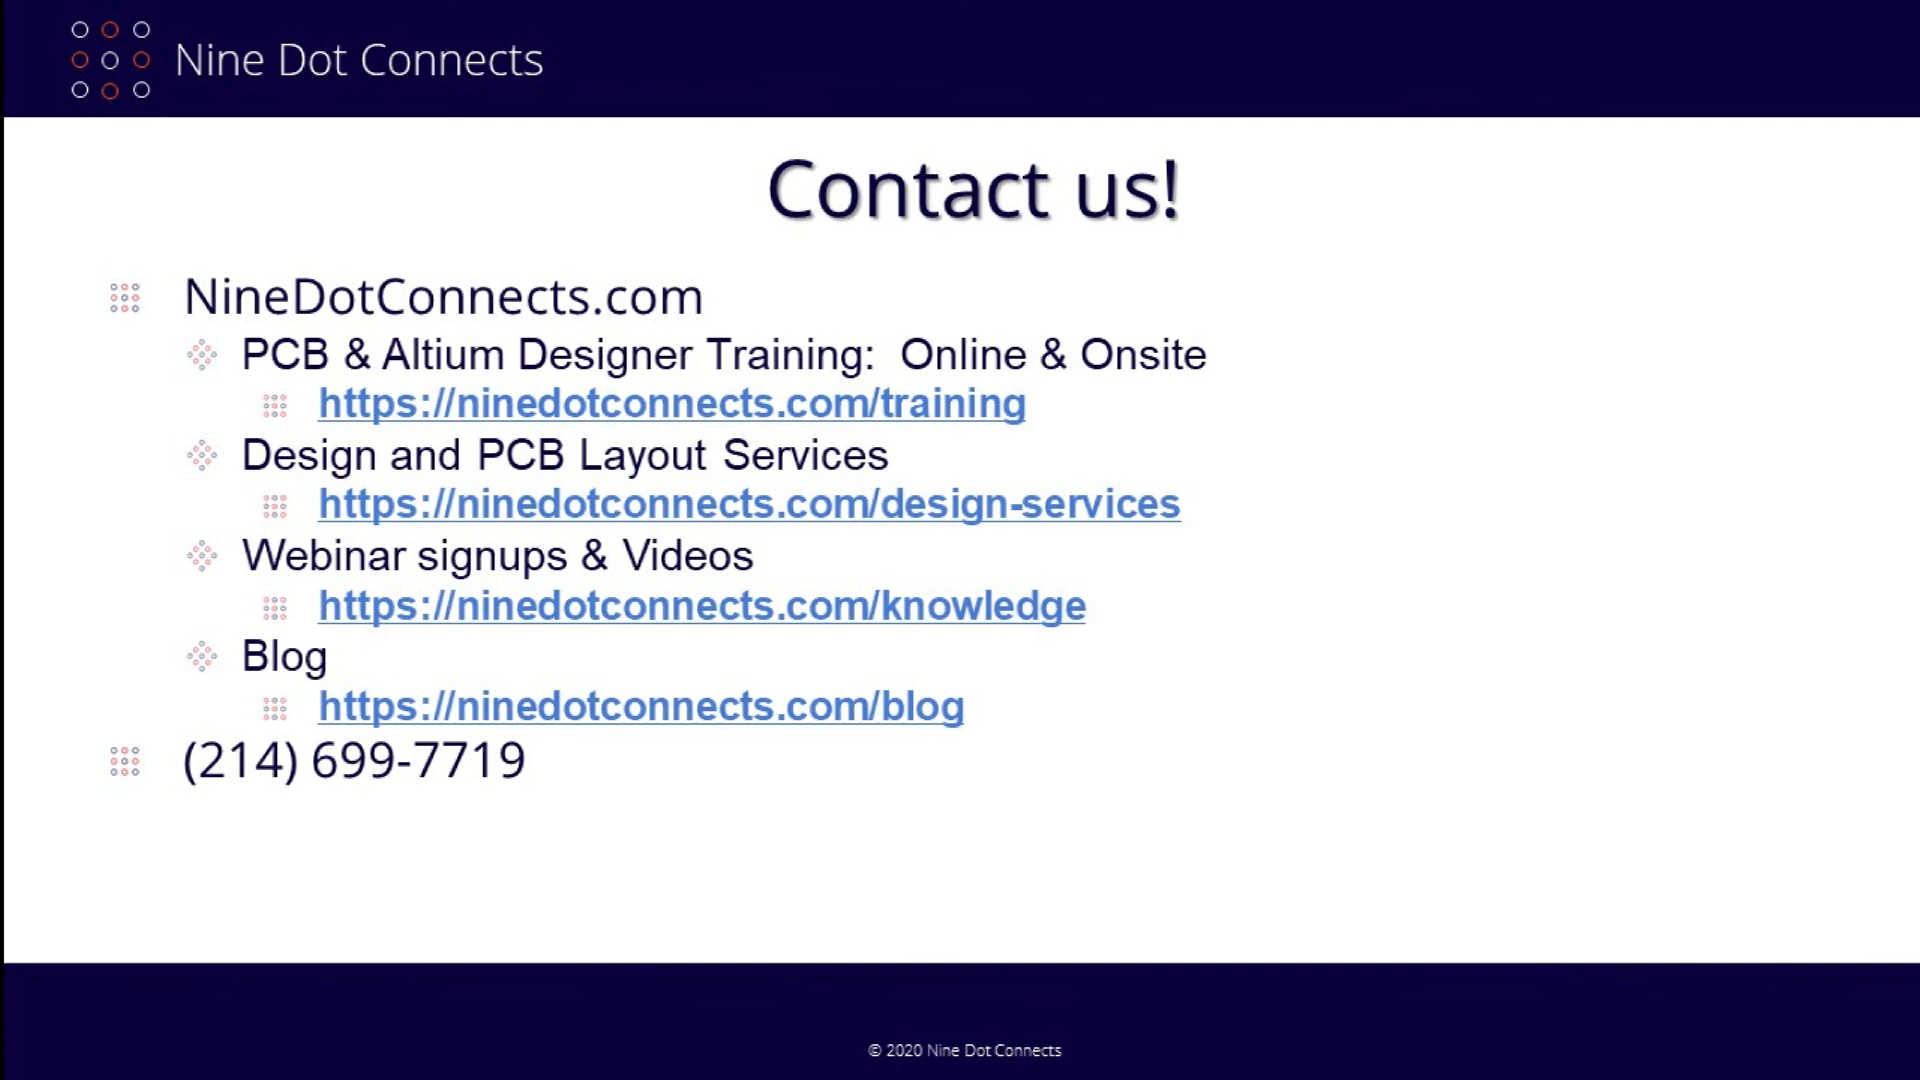 Nine Dot Connects
Contact us!
NineDotConnects.com
PCB & Altium Designer Training:  Online & Onsite
https://ninedotconnects.com/training
Design and PCB Layout Services
https://ninedotconnects.com/design-services
Webinar signups & Videos
https://ninedotconnects.com/knowledge
Blog
https://ninedotconnects.com/blog
(214) 699-7719
© 2020 Nine Dot Connects